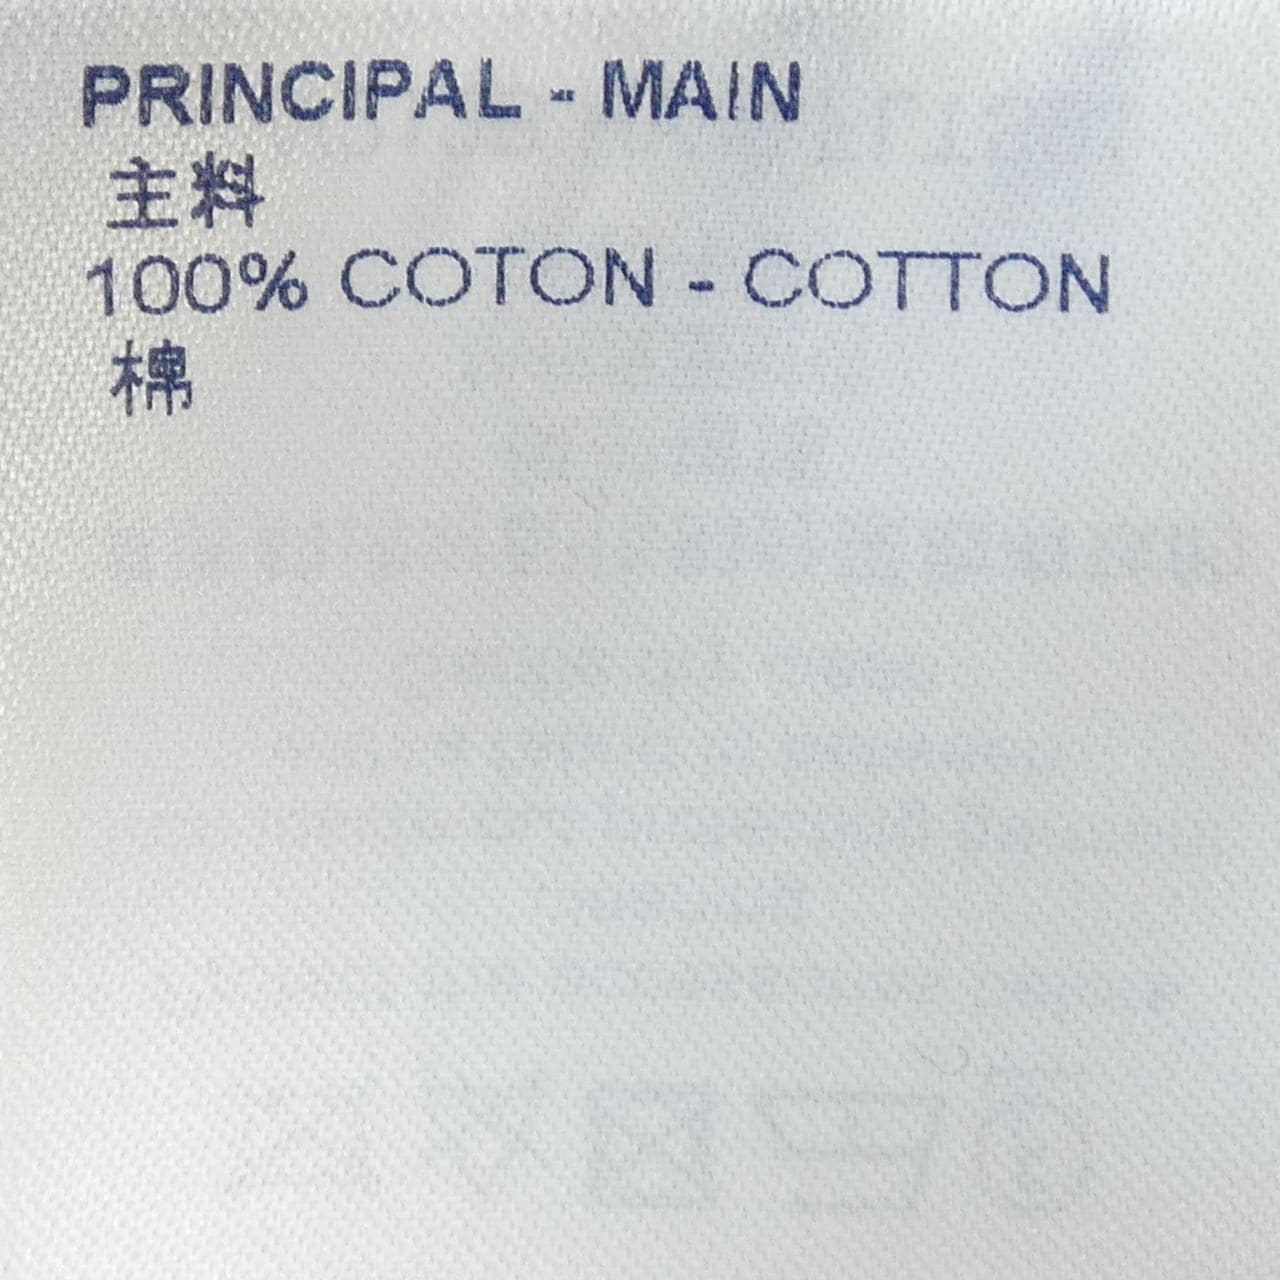 PRINCIPAL - MAIN
主料
100% COTON - COTTON
棉